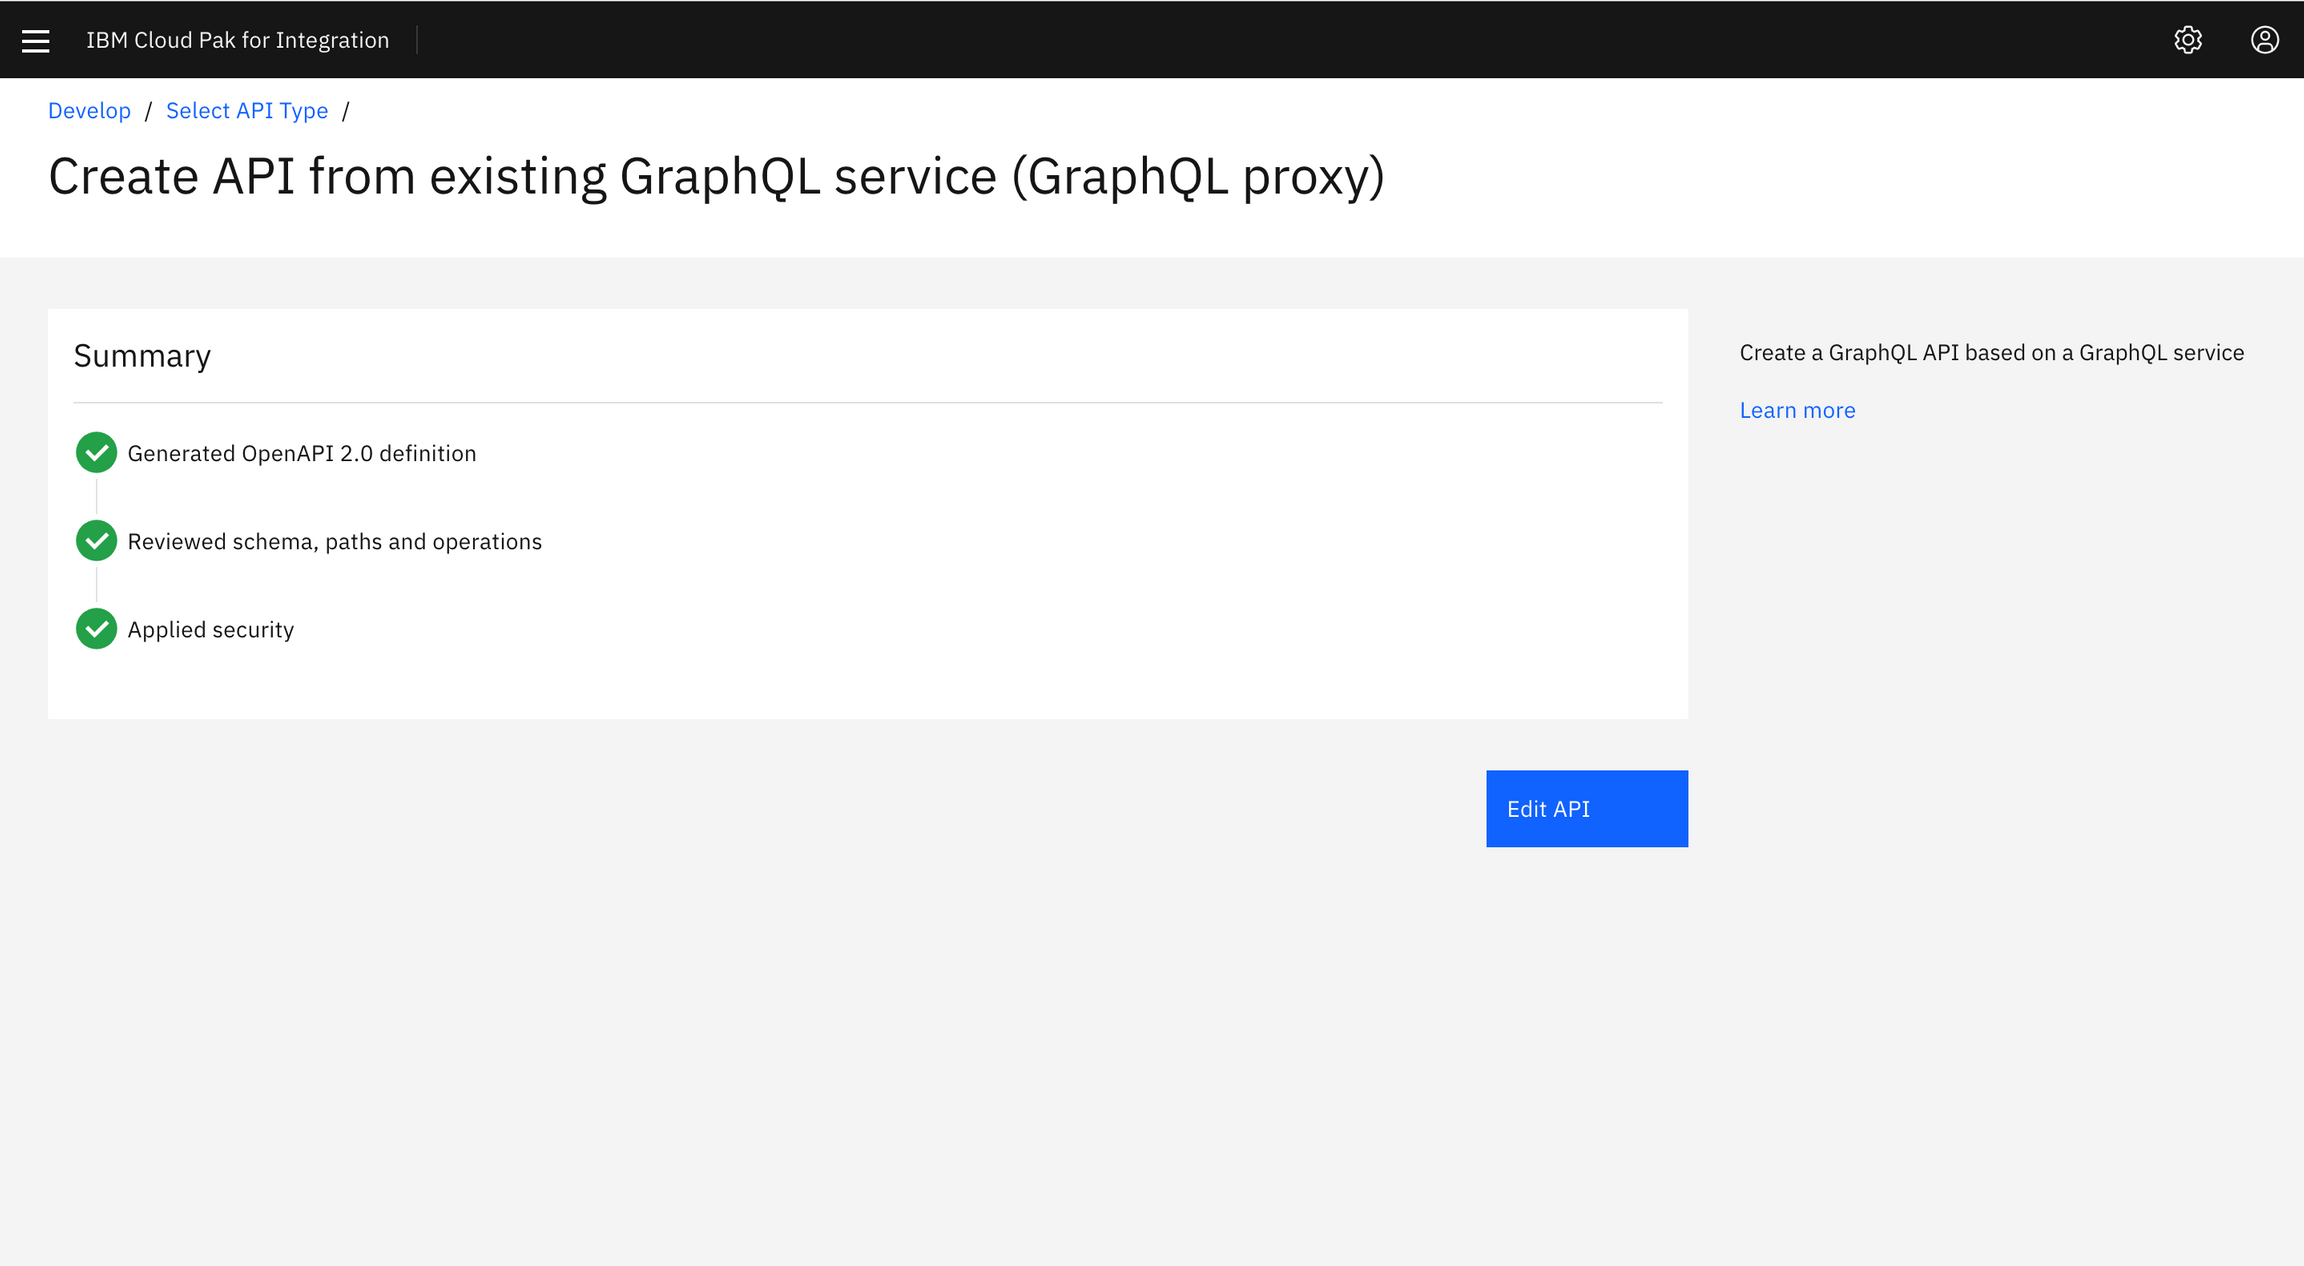 IBM Cloud Pak for Integration
Develop / Select API Type /
Create API from existing GraphQL service (GraphQL proxy)
Summary
Generated OpenAPI 2.0 definition
Reviewed schema, paths and operations
Applied security
Create a GraphQL API based on a GraphQL service
Learn more
Edit API